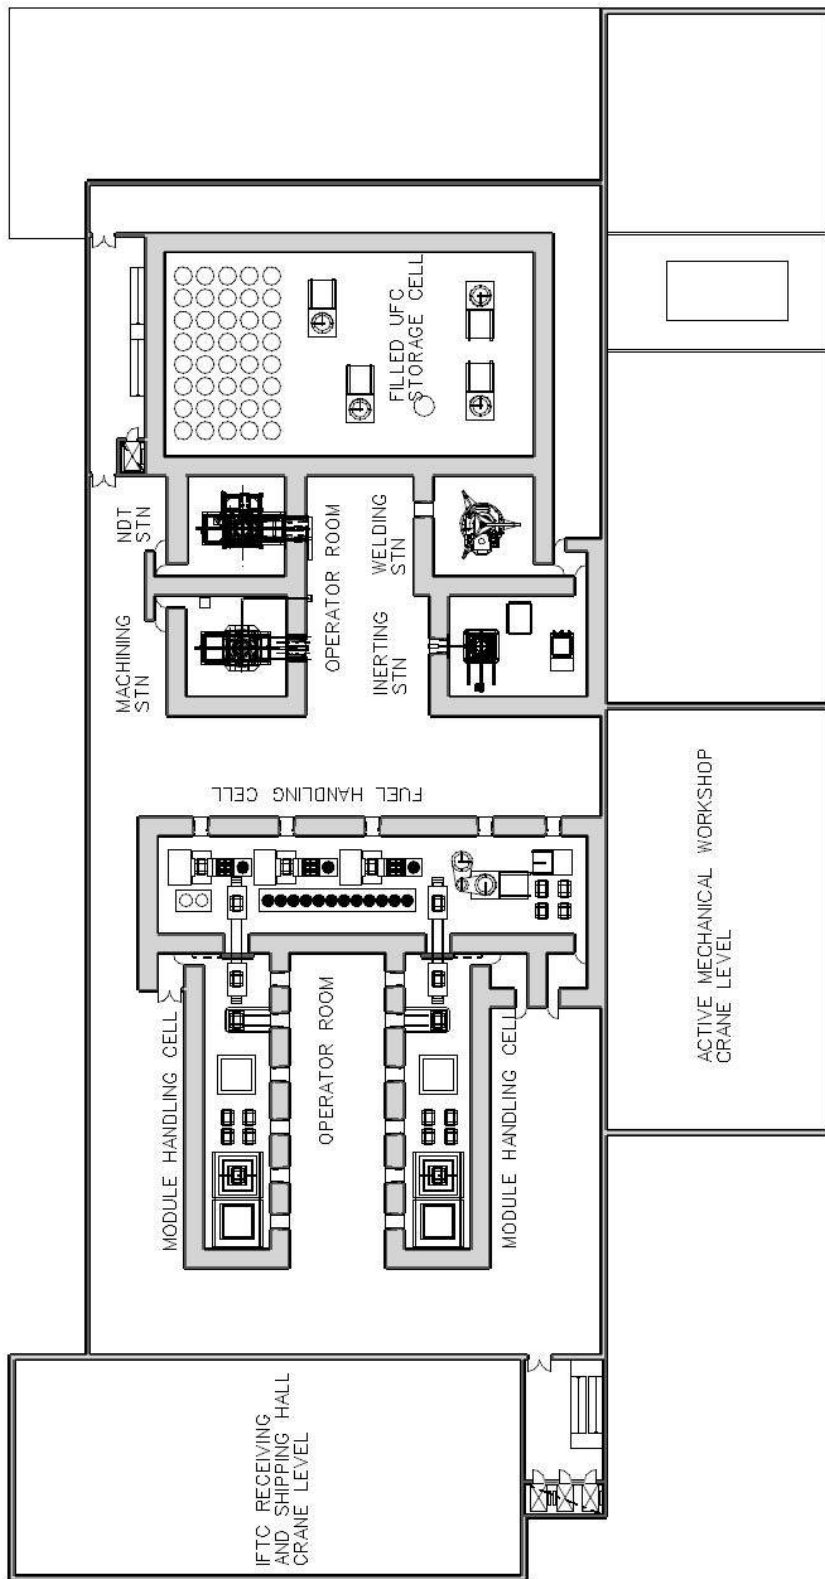 FILLED UFC
STORAGE CELL
NDT
STN
OPERATOR ROOM
WELDING
STN
MACHINING
STN
INERTING
STN
FUEL HANDLING CELL
MODULE HANDLING CELL
OPERATOR ROOM
MODULE HANDLING CELL
ACTIVE MECHANICAL WORKSHOP
CRANE LEVEL
IFTC RECEIVING
AND SHIPPING HALL
CRANE LEVEL